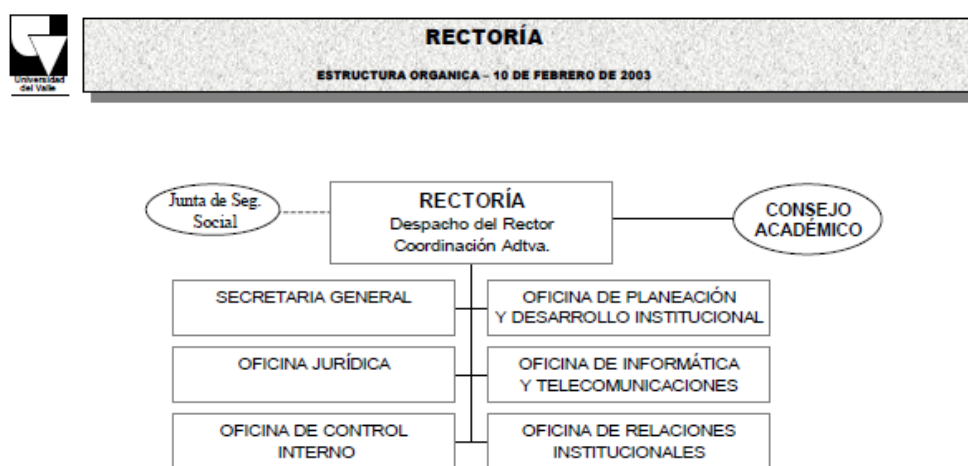 RECTORÍA
ESTRUCTURA ORGANICA – 10 DE FEBRERO DE 2003
Universidad
del Valle
Junta de Seg.
Social
RECTORÍA
Despacho del Rector
Coordinación Adtva.
CONSEJO
ACADÉMICO
SECRETARIA GENERAL
OFICINA DE PLANEACIÓN
Y DESARROLLO INSTITUCIONAL
OFICINA JURÍDICA
OFICINA DE INFORMÁTICA
Y TELECOMUNICACIONES
OFICINA DE CONTROL
INTERNO
OFICINA DE RELACIONES
INSTITUCIONALES